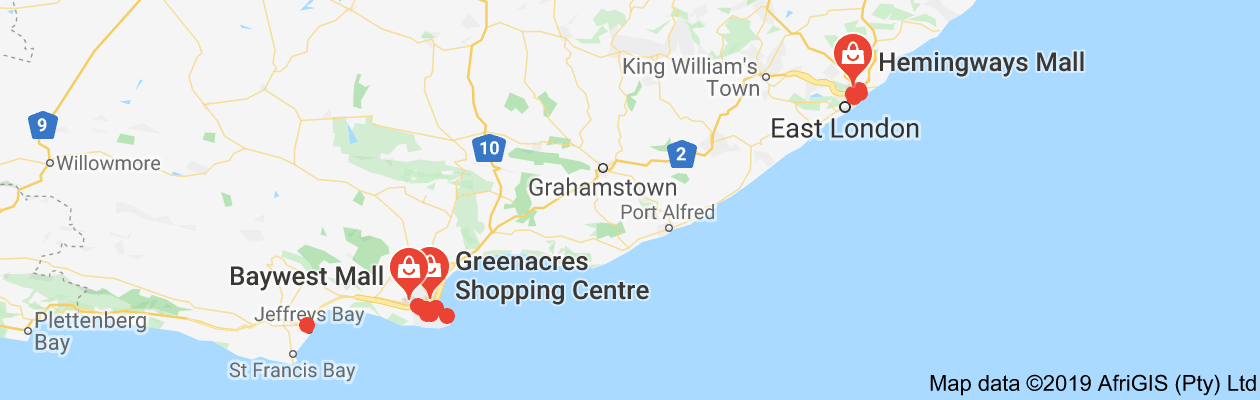 King William's
Town
Hemingways Mall
East London
9
Willowmore
10
2
Grahamstown
Port Alfred
Baywest Mall
Greenacres
Shopping Centre
Jeffreys Bay
Plettenberg
Bay
St Francis Bay
Map data ©2019 AfriGIS (Pty) Ltd